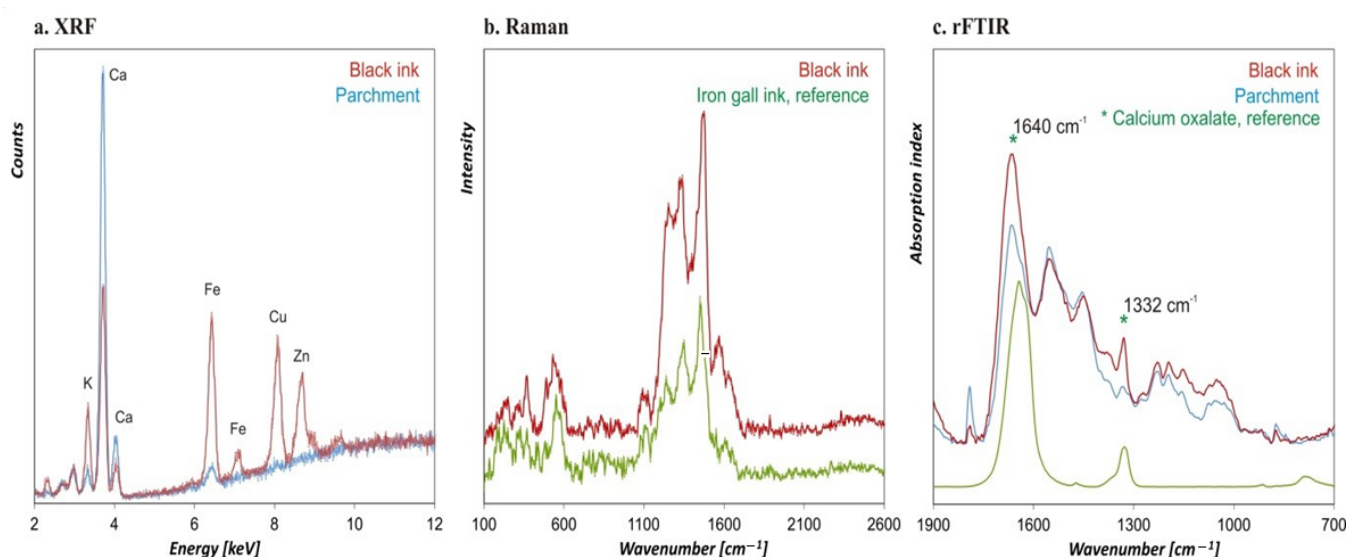 a. XRF
Counts
Black ink
Parchment
Ca
K
Ca
Fe
Fe
Cu
Zn
2 4 6 8 10 12
Energy [keV]
b. Raman
Intensity
Black ink
Iron gall ink, reference
100 600 1100 1600 2100 2600
Wavenumber [cm⁻¹]
c. rFTIR
Absorption index
Black ink
Parchment
* Calcium oxalate, reference
1640 cm⁻¹
*
1332 cm⁻¹
*
1900 1600 1300 1000 700
Wavenumber [cm⁻¹]